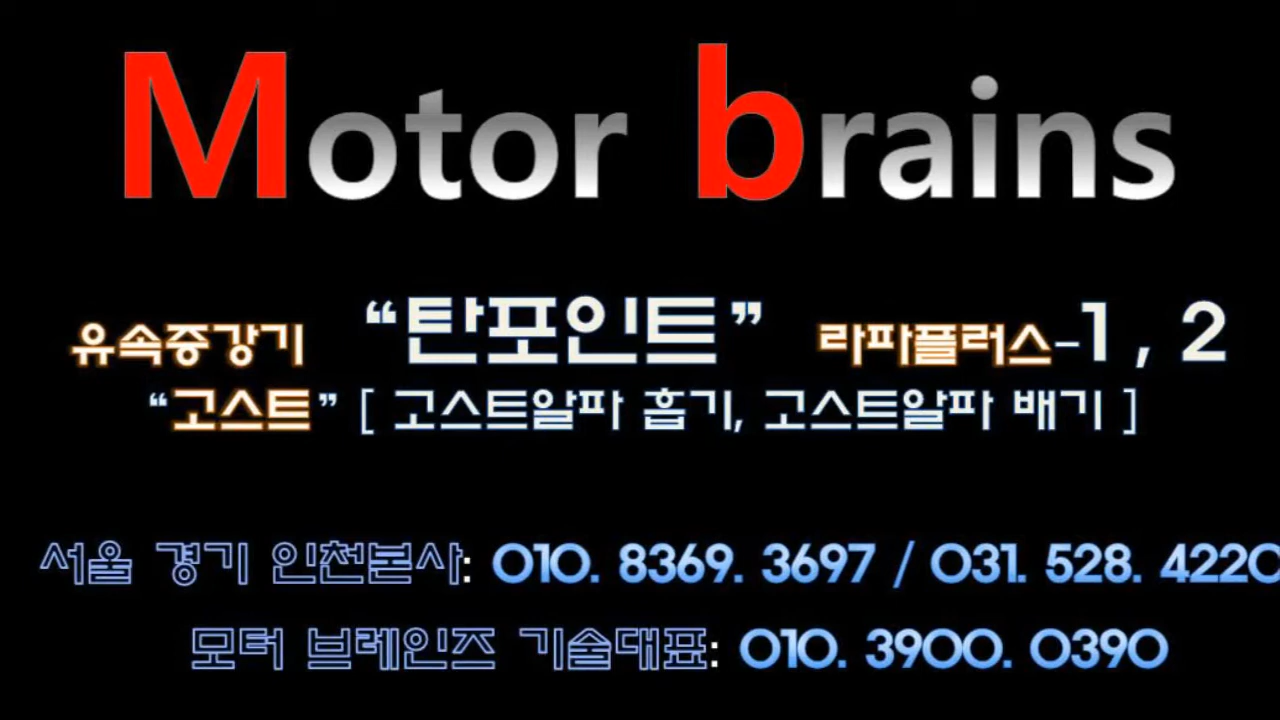 Motor brains
유속증강기 “탄포인트” 라파플러스-1 , 2
“고스트” [ 고스트알파 흡기, 고스트알파 배기 ]
서울 경기 인천본사: 010. 8369. 3697 / 031. 528. 4220
모터 브레인즈 기술대표: 010. 3900. 0390